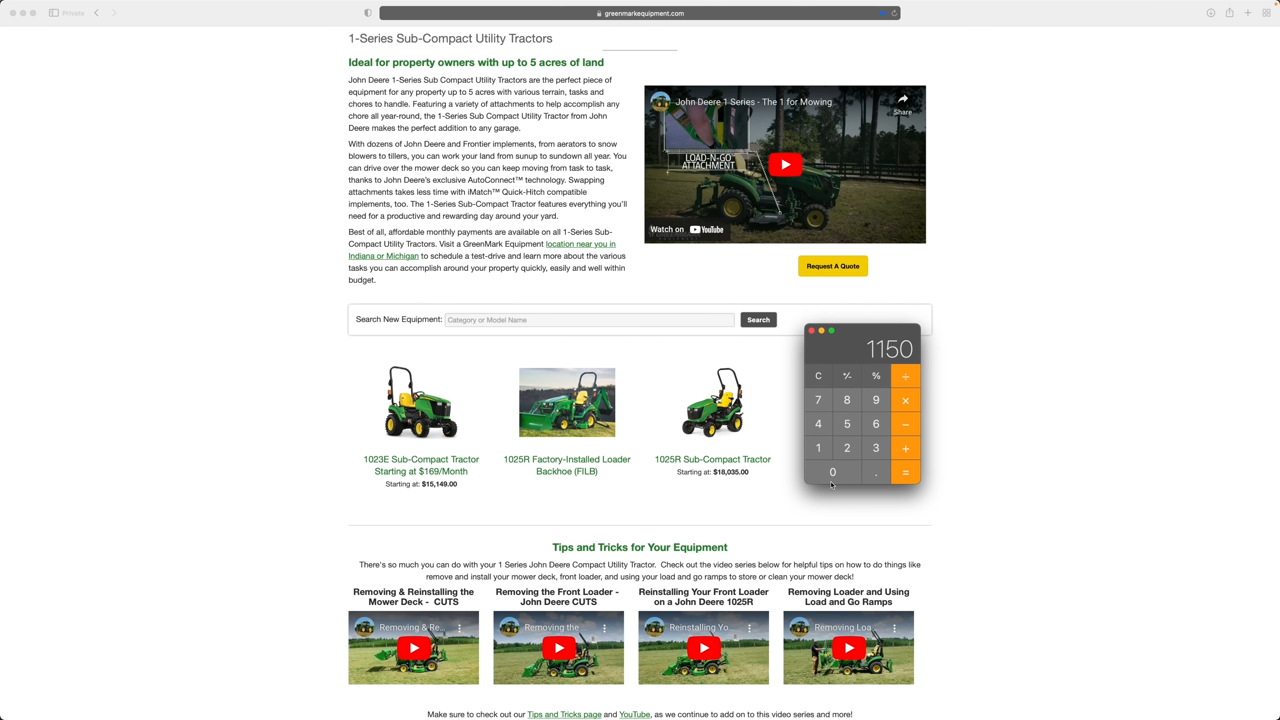 Private
greenmarkequipment.com
1-Series Sub-Compact Utility Tractors
Ideal for property owners with up to 5 acres of land
John Deere 1-Series Sub Compact Utility Tractors are the perfect piece of
equipment for any property up to 5 acres with various terrain, tasks and
chores to handle. Featuring a variety of attachments to help accomplish any
chore all year-round, the 1-Series Sub Compact Utility Tractor from John
Deere makes the perfect addition to any garage.
With dozens of John Deere and Frontier implements, from aerators to snow
blowers to tillers, you can work your land from sunup to sundown all year. You
can drive over the mower deck so you can keep moving from task to task,
thanks to John Deere's exclusive AutoConnect™ technology. Swapping
attachments takes less time with iMatch™ Quick-Hitch compatible
implements, too. The 1-Series Sub-Compact Tractor features everything you'll
need for a productive and rewarding day around your yard.
Best of all, affordable monthly payments are available on all 1-Series Sub-
Compact Utility Tractors. Visit a GreenMark Equipment location near you in
Indiana or Michigan to schedule a test-drive and learn more about the various
tasks you can accomplish around your property quickly, easily and well within
budget.
John Deere 1 Series - The 1 for Mowing
Share
LOAD-N-GO
ATTACHMENT
Watch on YouTube
Request A Quote
Search New Equipment: Category or Model Name Search
1023E Sub-Compact Tractor
Starting at $169/Month
Starting at: $15,149.00
1025R Factory-Installed Loader
Backhoe (FILB)
1025R Sub-Compact Tractor
Starting at: $18,035.00
1150
C +⁄- % ÷
7 8 9 ×
4 5 6 −
1 2 3 +
0 . =
Tips and Tricks for Your Equipment
There's so much you can do with your 1 Series John Deere Compact Utility Tractor. Check out the video series below for helpful tips on how to do things like
remove and install your mower deck, front loader, and using your load and go ramps to store or clean your mower deck!
Removing & Reinstalling the
Mower Deck - CUTS
Removing & Re...
Removing the Front Loader -
John Deere CUTS
Removing the ...
Reinstalling Your Front Loader
on a John Deere 1025R
Reinstalling Yo...
Removing Loader and Using
Load and Go Ramps
Removing Loa...
Make sure to check out our Tips and Tricks page and YouTube, as we continue to add on to this video series and more!